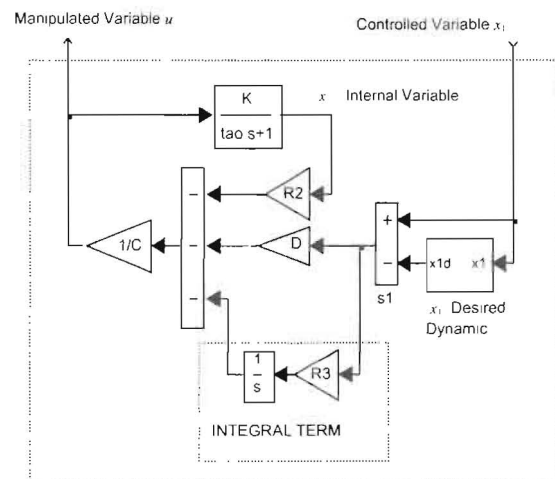 Manipulated Variable u
Controlled Variable x₁
K
tao s+1
x Internal Variable
R2
1/C
D
+
−
−
−
−
x1d x1
s1
x₁ Desired
Dynamic
1
s
R3
INTEGRAL TERM